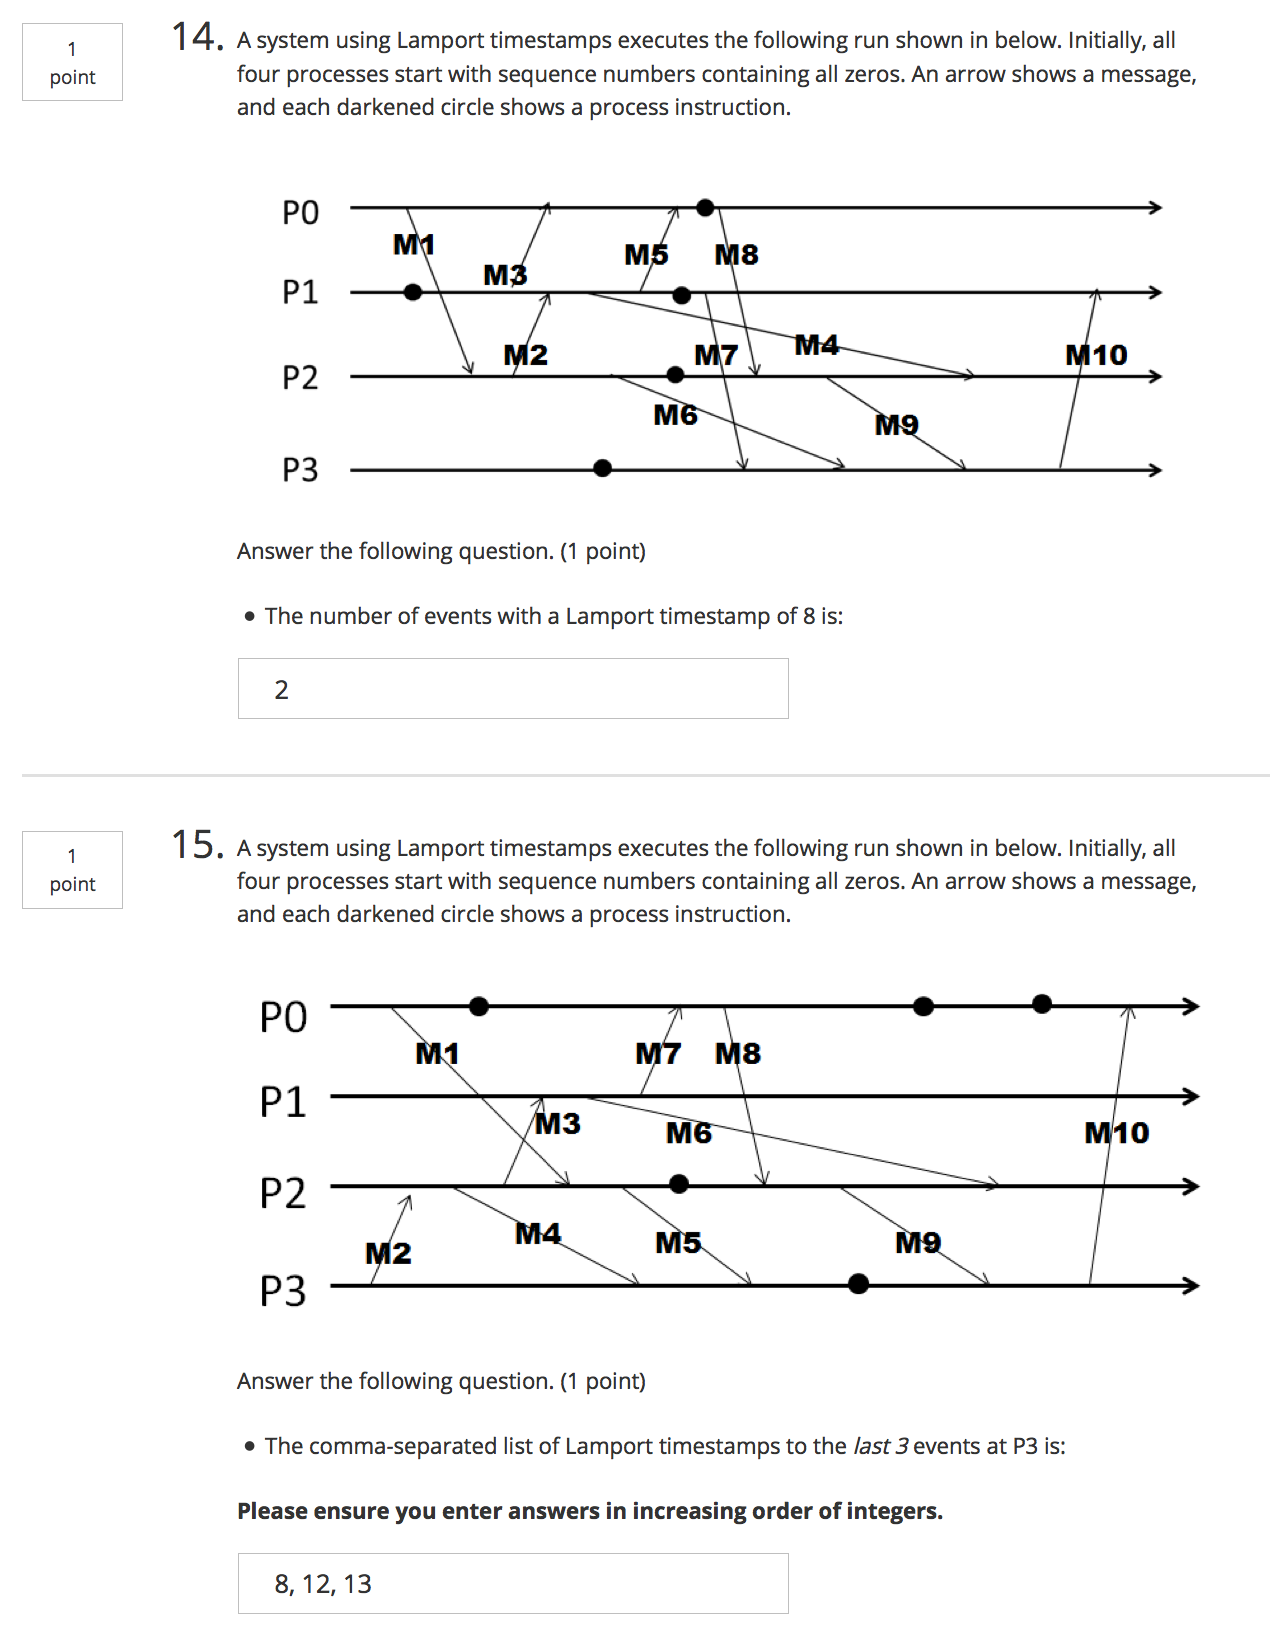 1
point
14. A system using Lamport timestamps executes the following run shown in below. Initially, all
four processes start with sequence numbers containing all zeros. An arrow shows a message,
and each darkened circle shows a process instruction.
P0
M1
M5
M8
M3
P1
M2
M7
M4
M10
P2
M6
M9
P3
Answer the following question. (1 point)
• The number of events with a Lamport timestamp of 8 is:
2
1
point
15. A system using Lamport timestamps executes the following run shown in below. Initially, all
four processes start with sequence numbers containing all zeros. An arrow shows a message,
and each darkened circle shows a process instruction.
P0
M1
M7
M8
P1
M3
M6
M10
P2
M4
M5
M9
M2
P3
Answer the following question. (1 point)
• The comma-separated list of Lamport timestamps to the last 3 events at P3 is:
Please ensure you enter answers in increasing order of integers.
8, 12, 13